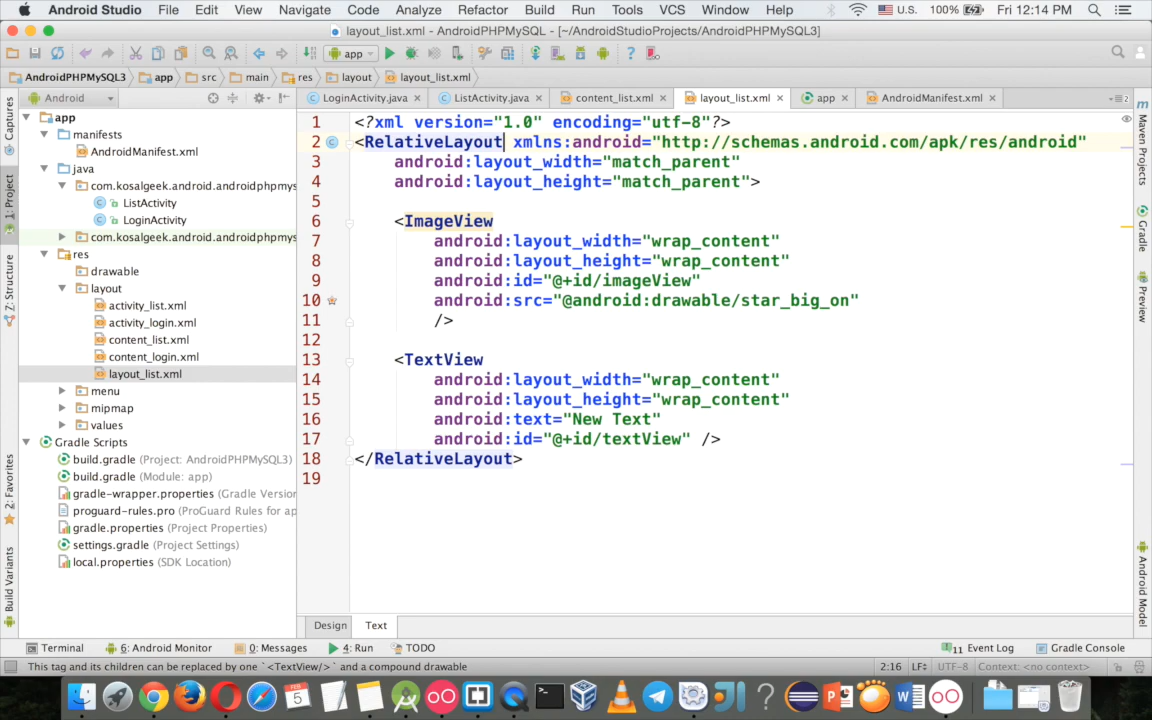 Android Studio File Edit View Navigate Code Analyze Refactor Build Run Tools VCS Window Help U.S. 100% Fri 12:14 PM
layout_list.xml - AndroidPHPMySQL - [~/AndroidStudioProjects/AndroidPHPMySQL3]
app
AndroidPHPMySQL3 app src main res layout layout_list.xml
Android LoginActivity.java ListActivity.java content_list.xml layout_list.xml app AndroidManifest.xml 2
Captures
1: Project
7: Structure
2: Favorites
Build Variants
app
manifests
AndroidManifest.xml
java
com.kosalgeek.android.androidphpmys
ListActivity
LoginActivity
com.kosalgeek.android.androidphpmys
res
drawable
layout
activity_list.xml
activity_login.xml
content_list.xml
content_login.xml
layout_list.xml
menu
mipmap
values
Gradle Scripts
build.gradle (Project: AndroidPHPMySQL3)
build.gradle (Module: app)
gradle-wrapper.properties (Gradle Version
proguard-rules.pro (ProGuard Rules for ap
gradle.properties (Project Properties)
settings.gradle (Project Settings)
local.properties (SDK Location)
1 <?xml version="1.0" encoding="utf-8"?>
2 <RelativeLayout xmlns:android="http://schemas.android.com/apk/res/android"
3 android:layout_width="match_parent"
4 android:layout_height="match_parent">
5
6 <ImageView
7 android:layout_width="wrap_content"
8 android:layout_height="wrap_content"
9 android:id="@+id/imageView"
10 android:src="@android:drawable/star_big_on"
11 />
12
13 <TextView
14 android:layout_width="wrap_content"
15 android:layout_height="wrap_content"
16 android:text="New Text"
17 android:id="@+id/textView" />
18 </RelativeLayout>
19
Maven Projects
Gradle
Preview
Android Model
Design Text
Terminal 6: Android Monitor 0: Messages 4: Run TODO 11 Event Log Gradle Console
This tag and its children can be replaced by one `<TextView/>` and a compound drawable 2:16 LF UTF-8 Context: <no context>
FEB
5